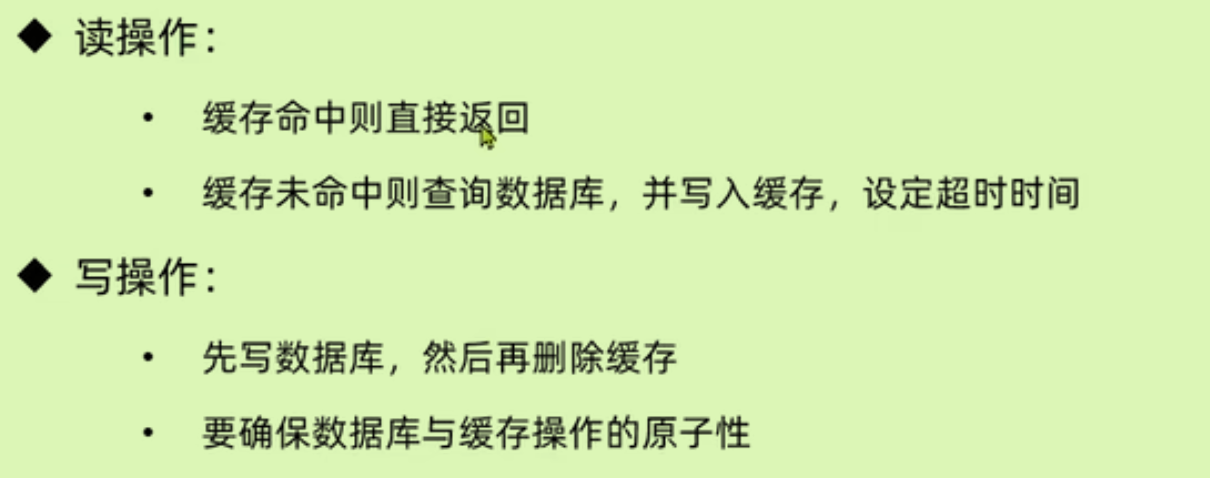 ◆ 读操作：
• 缓存命中则直接返回
• 缓存未命中则查询数据库，并写入缓存，设定超时时间
◆ 写操作：
• 先写数据库，然后再删除缓存
• 要确保数据库与缓存操作的原子性